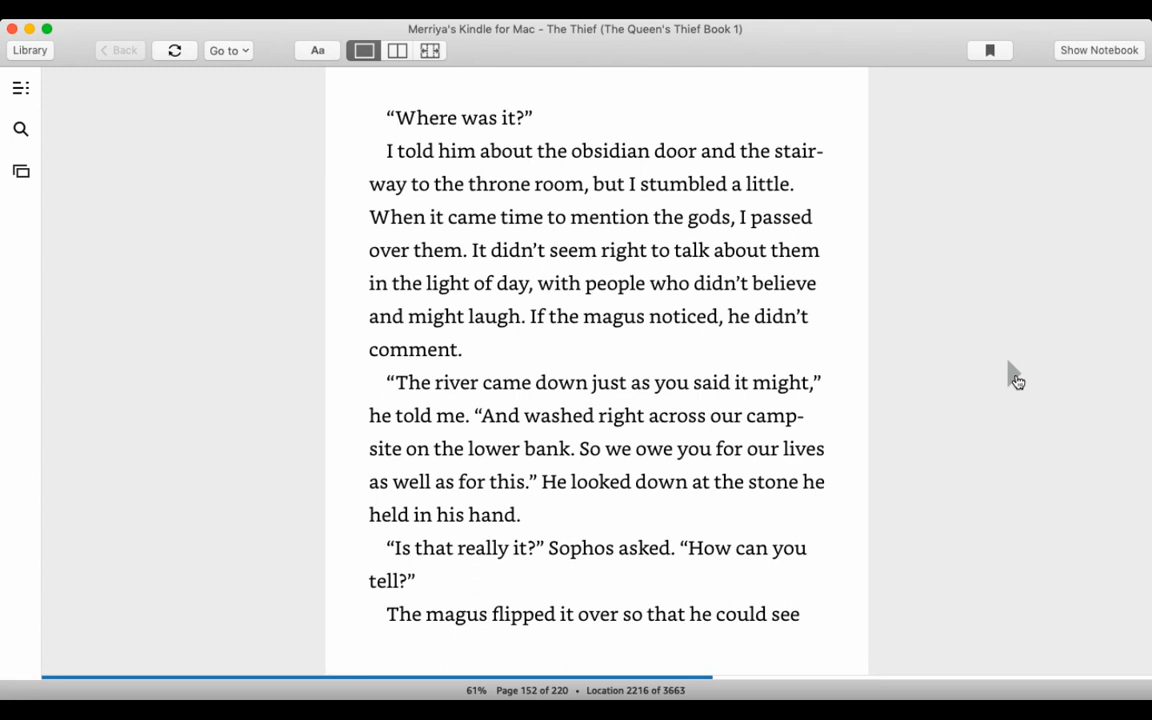 Merriya's Kindle for Mac - The Thief (The Queen's Thief Book 1)
Library
Back
Go to
Aa
Show Notebook
“Where was it?”
I told him about the obsidian door and the stair-
way to the throne room, but I stumbled a little.
When it came time to mention the gods, I passed
over them. It didn’t seem right to talk about them
in the light of day, with people who didn’t believe
and might laugh. If the magus noticed, he didn’t
comment.
“The river came down just as you said it might,”
he told me. “And washed right across our camp-
site on the lower bank. So we owe you for our lives
as well as for this.” He looked down at the stone he
held in his hand.
“Is that really it?” Sophos asked. “How can you
tell?”
The magus flipped it over so that he could see
61% Page 152 of 220 • Location 2216 of 3663